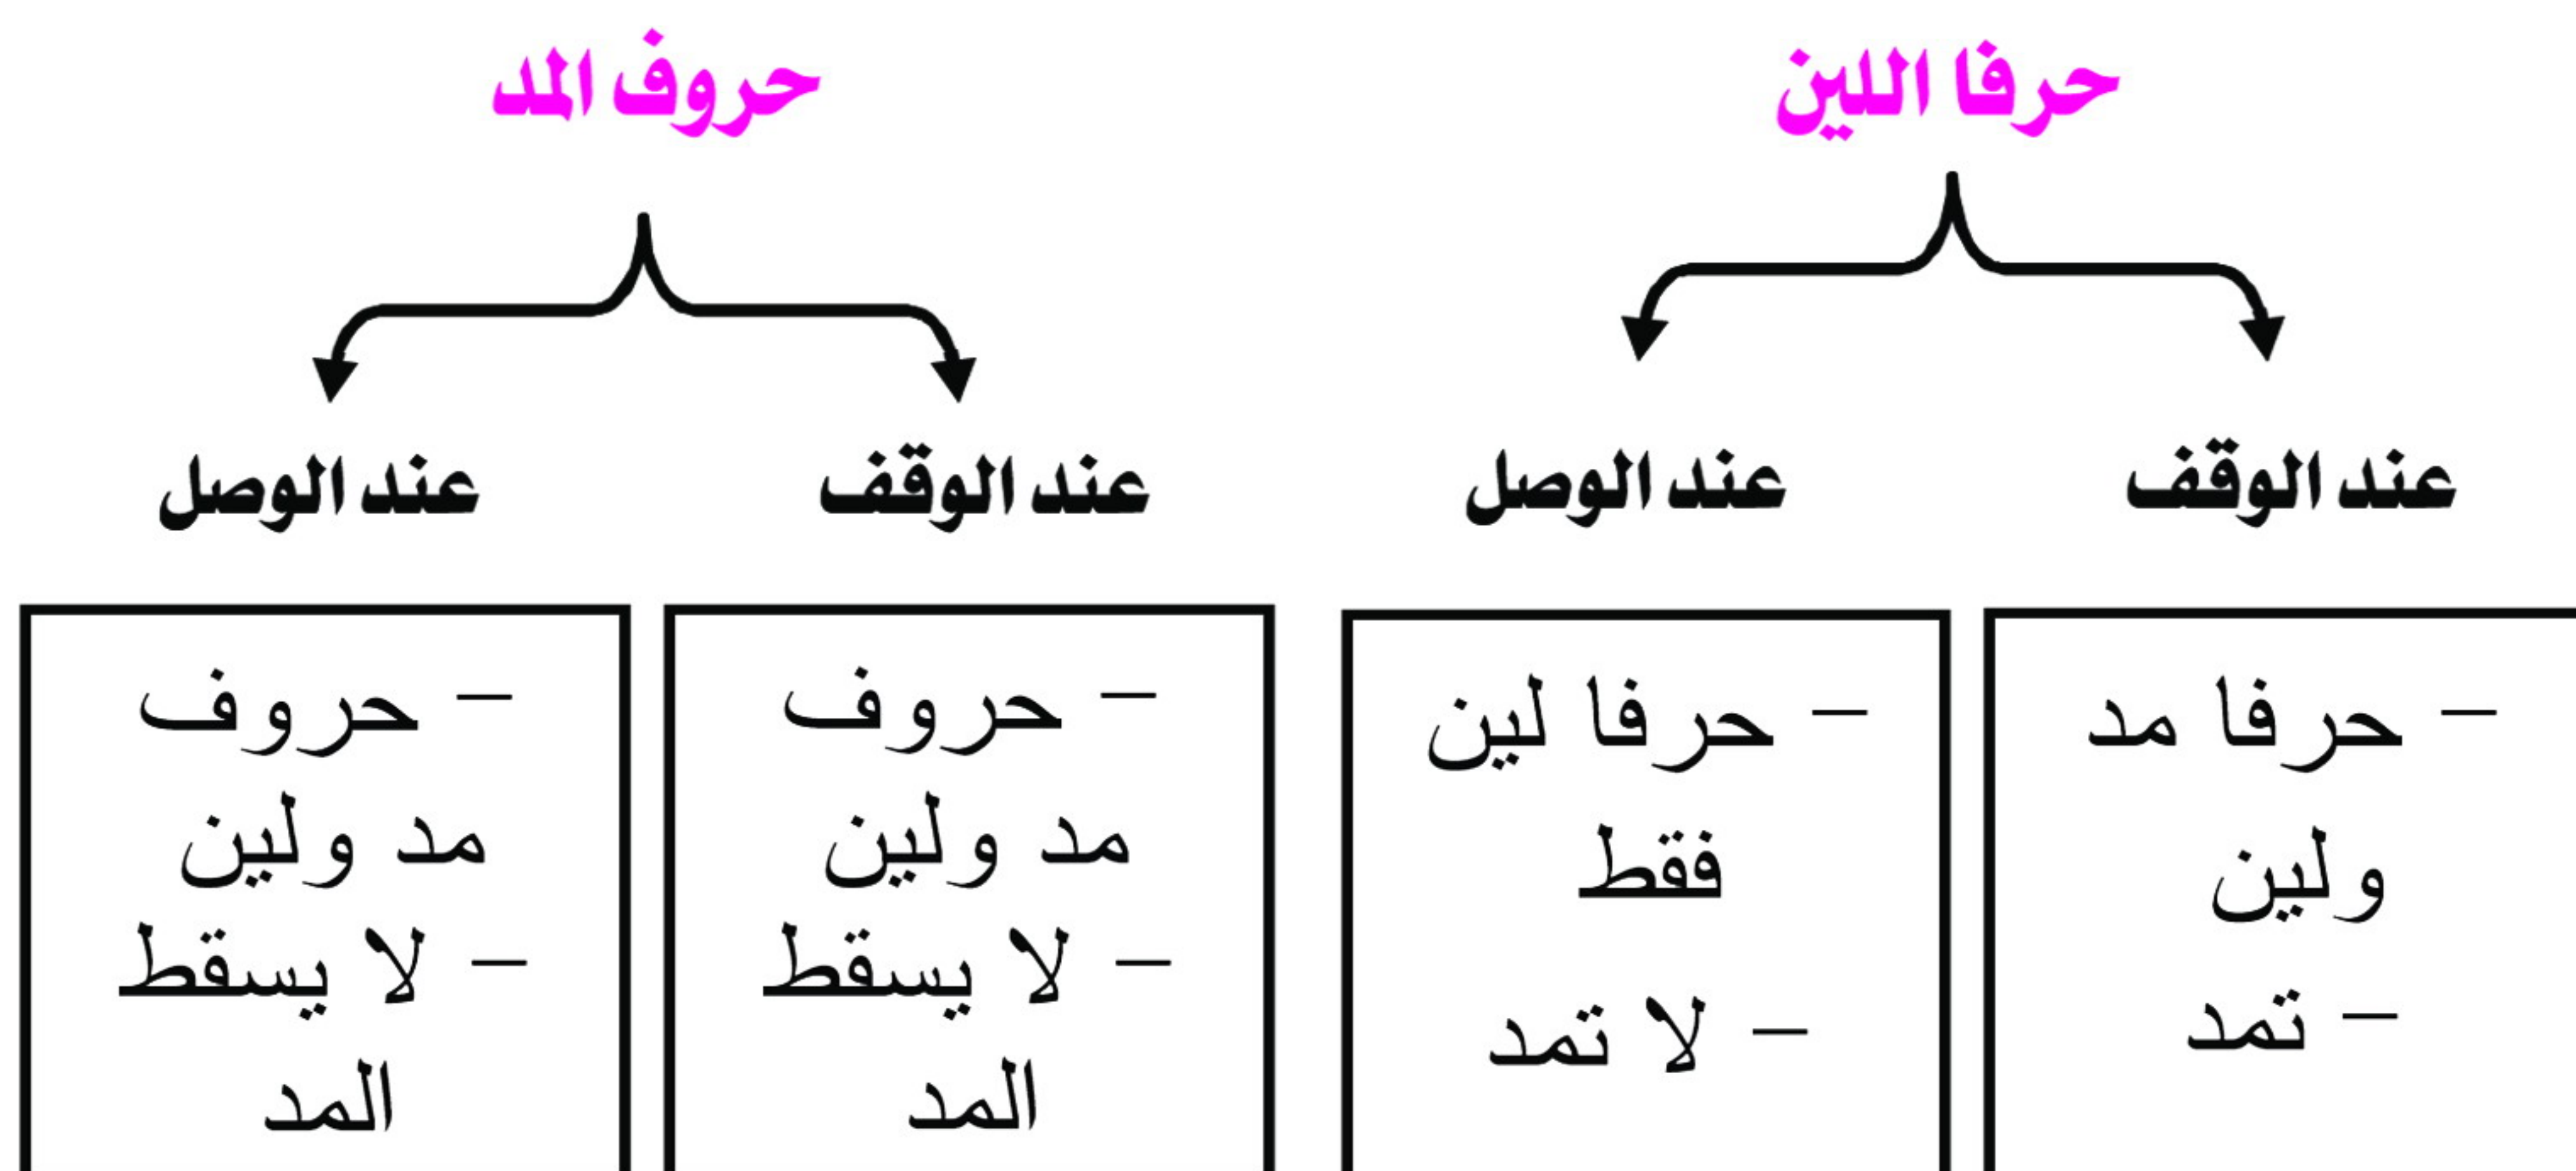 حرفا اللين
عند الوقف
– حرفا مد
ولين
– تمد
عند الوصل
– حرفا لين
فقط
– لا تمد
حروف المد
عند الوقف
– حروف
مد ولين
– لا يسقط
المد
عند الوصل
– حروف
مد ولين
– لا يسقط
المد